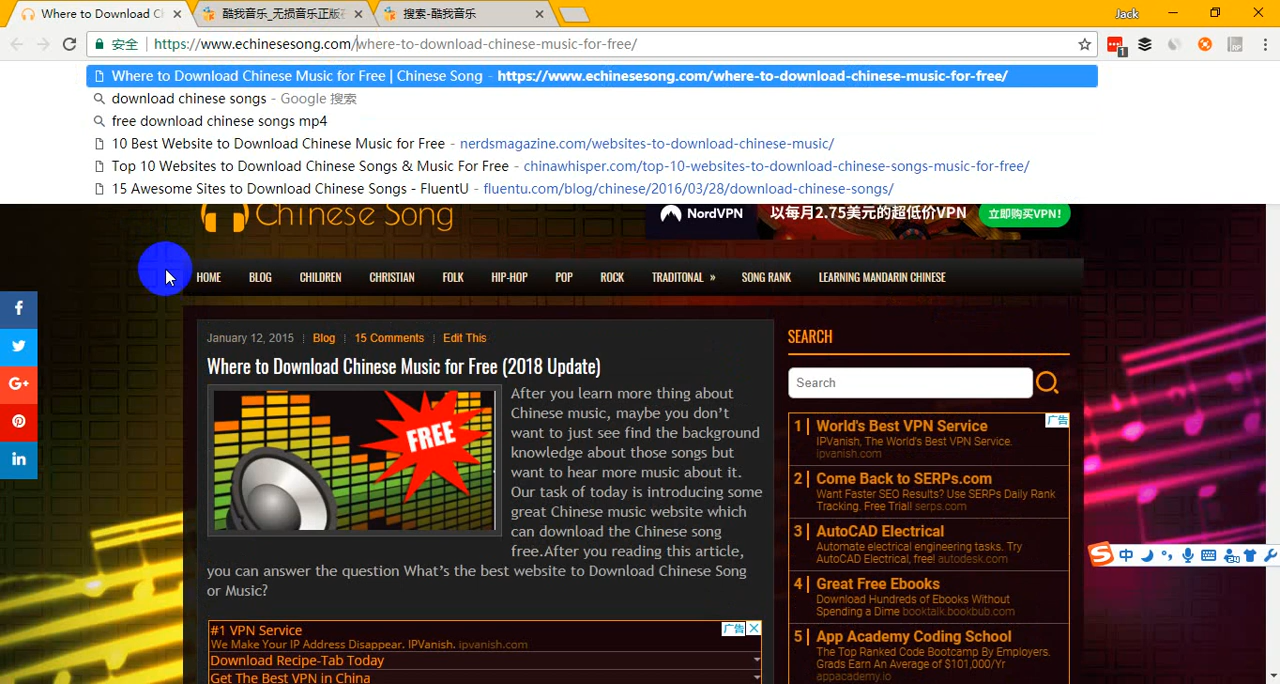 Where to Download C
酷我音乐_无损音乐正版在
搜索-酷我音乐
Jack
安全
https://www.echinesesong.com/where-to-download-chinese-music-for-free/
1
RP
Where to Download Chinese Music for Free | Chinese Song - https://www.echinesesong.com/where-to-download-chinese-music-for-free/
download chinese songs - Google 搜索
free download chinese songs mp4
10 Best Website to Download Chinese Music for Free - nerdsmagazine.com/websites-to-download-chinese-music/
Top 10 Websites to Download Chinese Songs & Music For Free - chinawhisper.com/top-10-websites-to-download-chinese-songs-music-for-free/
15 Awesome Sites to Download Chinese Songs - FluentU - fluentu.com/blog/chinese/2016/03/28/download-chinese-songs/
Chinese Song
NordVPN
以每月2.75美元的超低价VPN
立即购买VPN!
HOME BLOG CHILDREN CHRISTIAN FOLK HIP-HOP POP ROCK TRADITONAL » SONG RANK LEARNING MANDARIN CHINESE
f
G+
in
January 12, 2015 Blog 15 Comments Edit This
Where to Download Chinese Music for Free (2018 Update)
FREE
After you learn more thing about
Chinese music, maybe you don't
want to just see find the background
knowledge about those songs but
want to hear more music about it.
Our task of today is introducing some
great Chinese music website which
can download the Chinese song
free.After you reading this article,
you can answer the question What's the best website to Download Chinese Song
or Music?
#1 VPN Service
广告
We Make Your IP Address Disappear. IPVanish. ipvanish.com
Download Recipe-Tab Today
Get The Best VPN in China
SEARCH
Search
广告
1 World's Best VPN Service
IPVanish, The World's Best VPN Service.
ipvanish.com
2 Come Back to SERPs.com
Want Faster SEO Results? Use SERPs Daily Rank
Tracking. Free Trial! serps.com
3 AutoCAD Electrical
Automate electrical engineering tasks. Try
AutoCAD Electrical, free! autodesk.com
4 Great Free Ebooks
Download Hundreds of Ebooks Without
Spending a Dime booktalk.bookbub.com
5 App Academy Coding School
The Top Ranked Code Bootcamp By Employers.
Grads Earn An Average of $101,000/Yr
appacademy.io
S 中